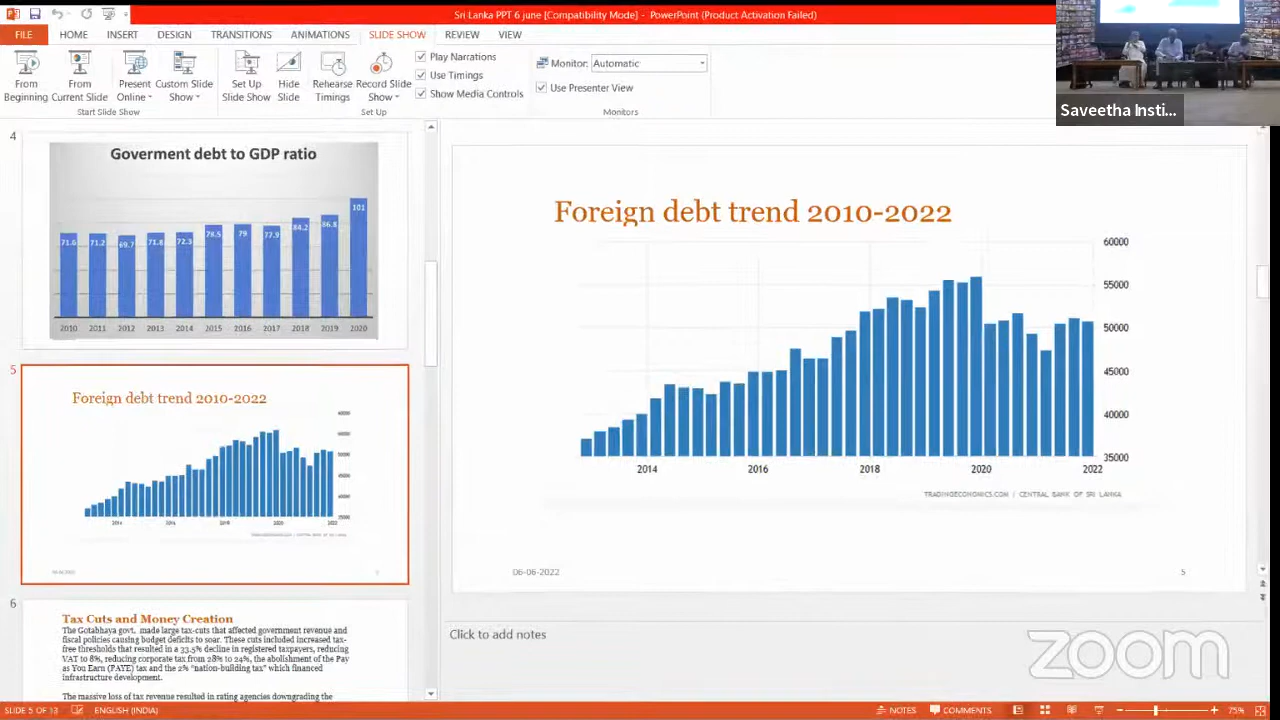 Sri Lanka PPT 6 june [Compatibility Mode] - PowerPoint (Product Activation Failed)
FILE HOME INSERT DESIGN TRANSITIONS ANIMATIONS SLIDE SHOW REVIEW VIEW
From Beginning
From Current Slide
Present Online
Custom Slide Show
Set Up Slide Show
Hide Slide
Rehearse Timings
Record Slide Show
Play Narrations
Use Timings
Show Media Controls
Monitor: Automatic
Use Presenter View
Start Slide Show
Set Up
Monitors
Saveetha Insti...
4
Goverment debt to GDP ratio
71.6 71.2 69.7 71.8 72.3 78.5 79 77.9 84.2 86.8 101
2010 2011 2012 2013 2014 2015 2016 2017 2018 2019 2020
5
Foreign debt trend 2010-2022
6
Tax Cuts and Money Creation
The Gotabhaya govt. made large tax-cuts that affected government revenue and
fiscal policies causing budget deficits to soar. These cuts included increased tax-
free thresholds that resulted in a 33.5% decline in registered taxpayers, reducing
VAT to 8%, reducing corporate tax from 28% to 24%, the abolishment of the Pay
as You Earn (PAYE) tax and the 2% "nation-building tax" which financed
infrastructure development.
The massive loss of tax revenue resulted in rating agencies downgrading the
Foreign debt trend 2010-2022
60000
55000
50000
45000
40000
35000
2014 2016 2018 2020 2022
TRADINGECONOMICS.COM / CENTRAL BANK OF SRI LANKA
06-06-2022
5
Click to add notes
zoom
SLIDE 5 OF 13 ENGLISH (INDIA) NOTES COMMENTS 75%